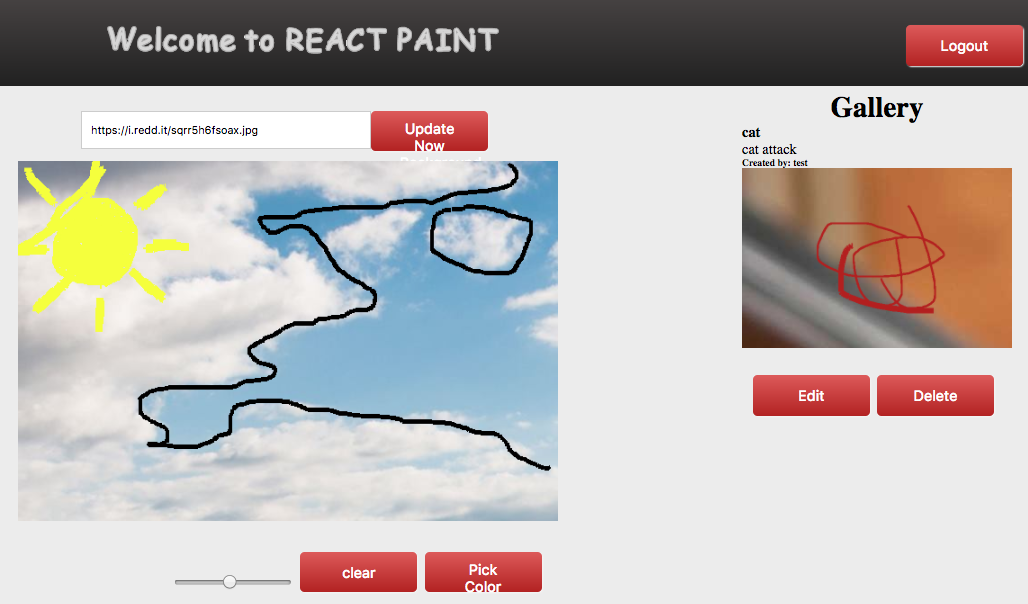 Welcome to REACT PAINT
Logout
https://i.redd.it/sqrr5h6fsoax.jpg
Update
Now
Background
Gallery
cat
cat attack
Created by: test
Edit
Delete
clear
Pick
Color